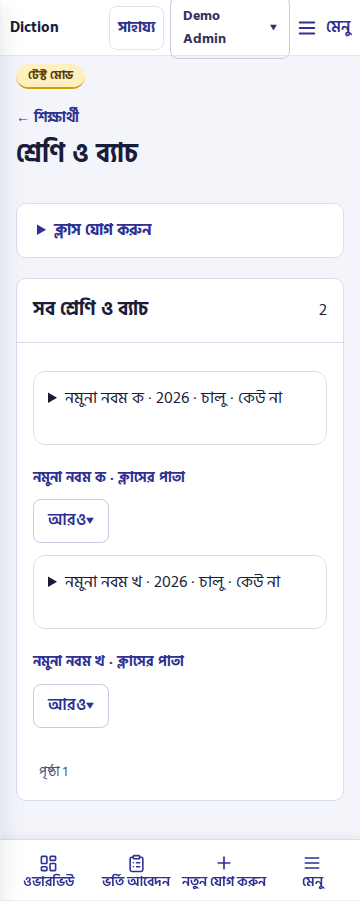 Diction
সাহায্য
Demo Admin
মেনু
টেস্ট মোড
← শিক্ষার্থী
শ্রেণি ও ব্যাচ
ক্লাস যোগ করুন
সব শ্রেণি ও ব্যাচ 2
নমুনা নবম ক · 2026 · চালু · কেউ না
নমুনা নবম ক · ক্লাসের পাতা
আরও
নমুনা নবম খ · 2026 · চালু · কেউ না
নমুনা নবম খ · ক্লাসের পাতা
আরও
পৃষ্ঠা 1
ওভারভিউ ভর্তি আবেদন নতুন যোগ করুন মেনু